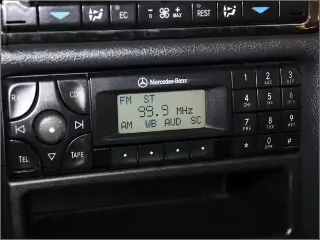 EC - + MAX REST
Mercedes-Benz
R CD
FM ST
99.9 MHz
AM WB AUD SC
TEL TAPE
1 2 3
4 5 6
7 8 9
* 0 #